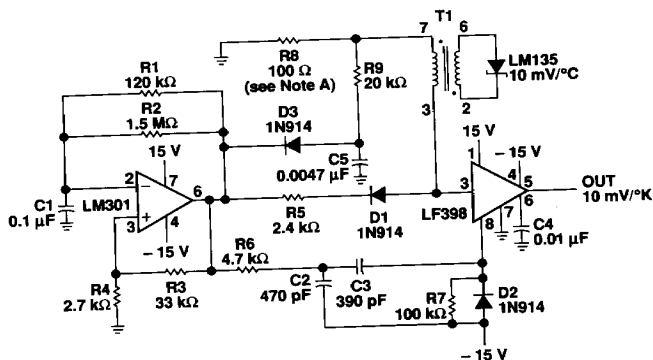 T1
7
6
R8
100 Ω
(see Note A)
R9
20 kΩ
LM135
10 mV/°C
3
2
R1
120 kΩ
R2
1.5 MΩ
D3
1N914
C5
0.0047 µF
15 V
2
7
LM301
6
3
4
− 15 V
C1
0.1 µF
R5
2.4 kΩ
D1
1N914
15 V
1
− 15 V
4
5
3
LF398
8
7
6
OUT
10 mV/°K
C4
0.01 µF
R6
4.7 kΩ
R4
2.7 kΩ
R3
33 kΩ
C2
470 pF
C3
390 pF
R7
100 kΩ
D2
1N914
− 15 V